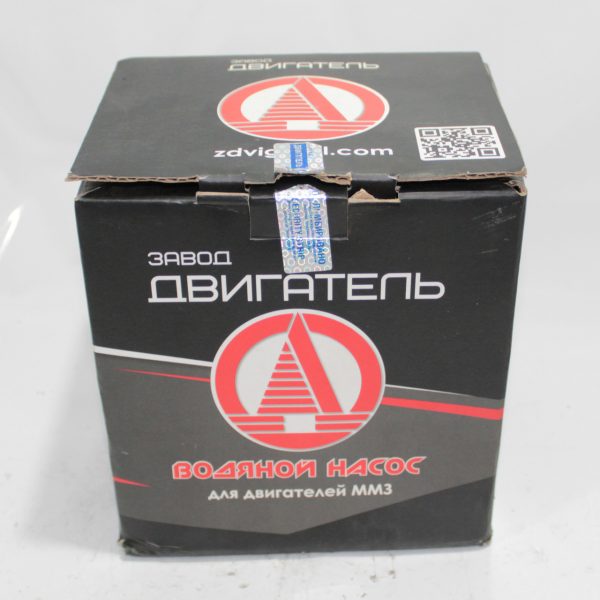 ЗАВОД
ДВИГАТЕЛЬ
ЗАВОД
ДВИГАТЕЛЬ
ВОДЯНОЙ НАСОС
для двигателей ММЗ